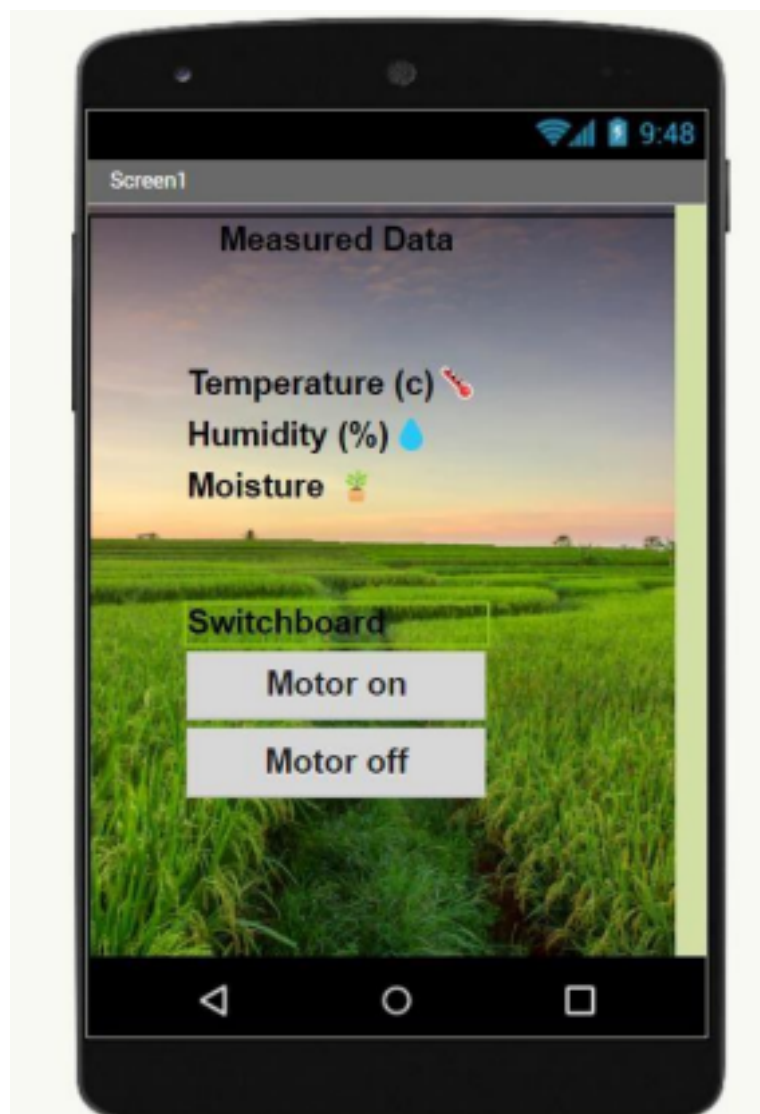 9:48
Screen1
Measured Data
Temperature (c) 🌡
Humidity (%) 💧
Moisture 🪴
Switchboard
Motor on
Motor off